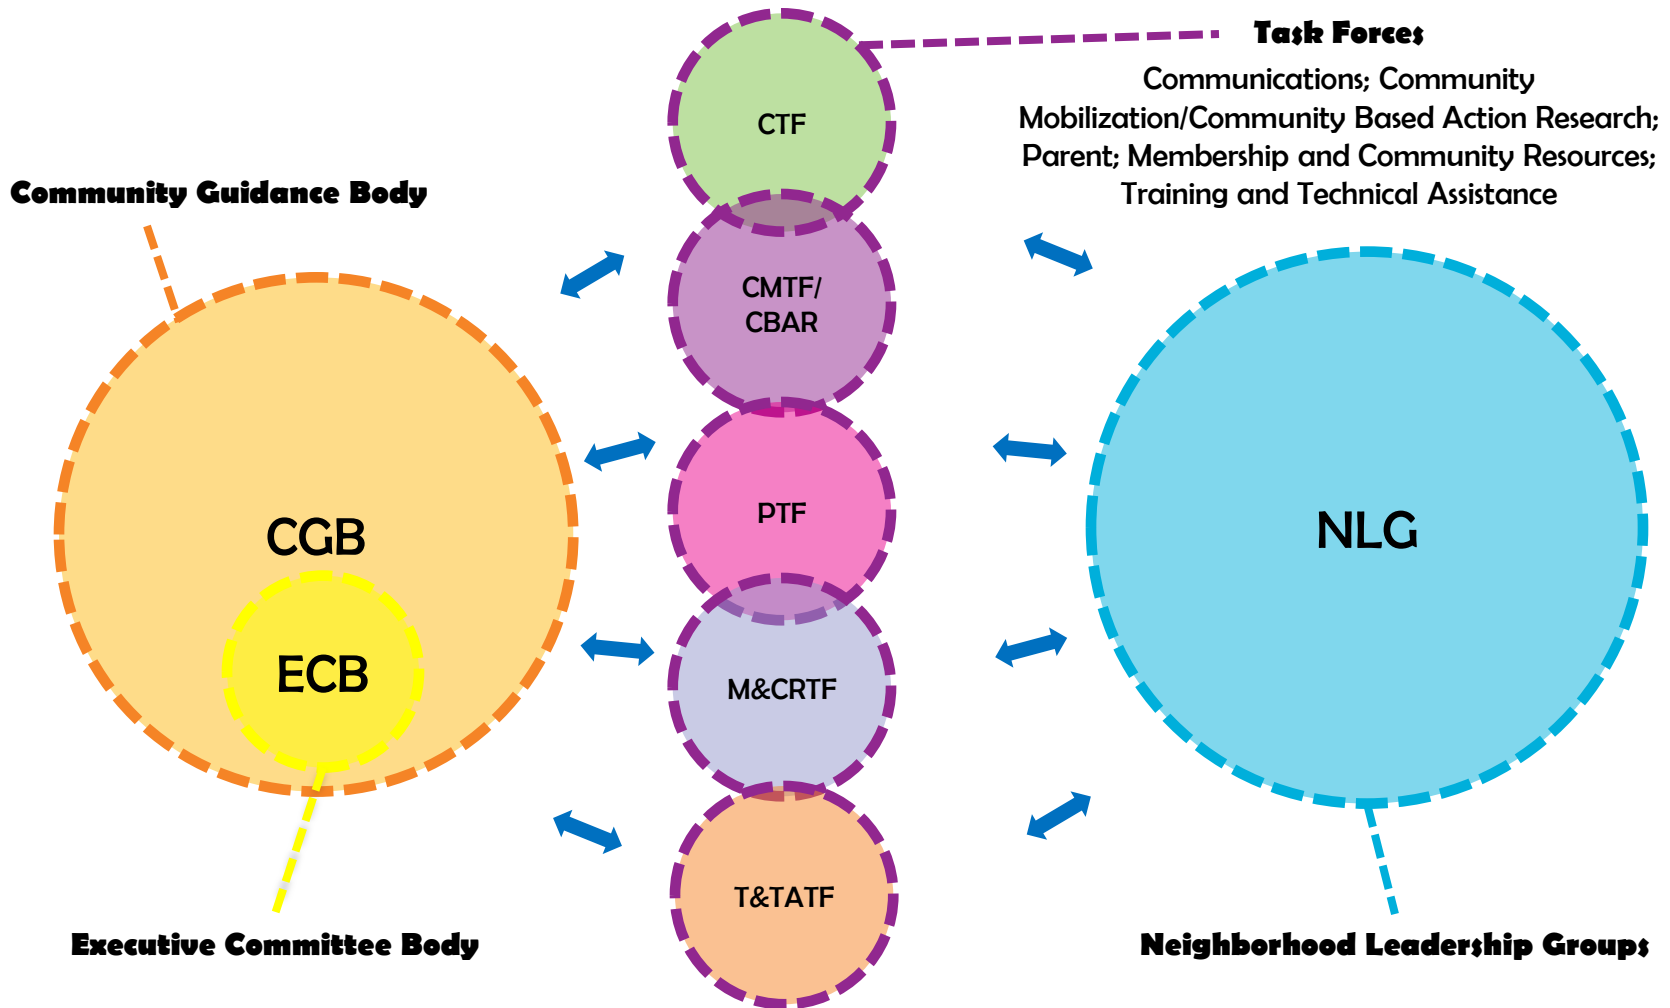 Task Forces
Communications; Community
Mobilization/Community Based Action Research;
Parent; Membership and Community Resources;
Training and Technical Assistance
Community Guidance Body
CTF
CMTF/
CBAR
PTF
CGB
NLG
ECB
M&CRTF
T&TATF
Executive Committee Body
Neighborhood Leadership Groups